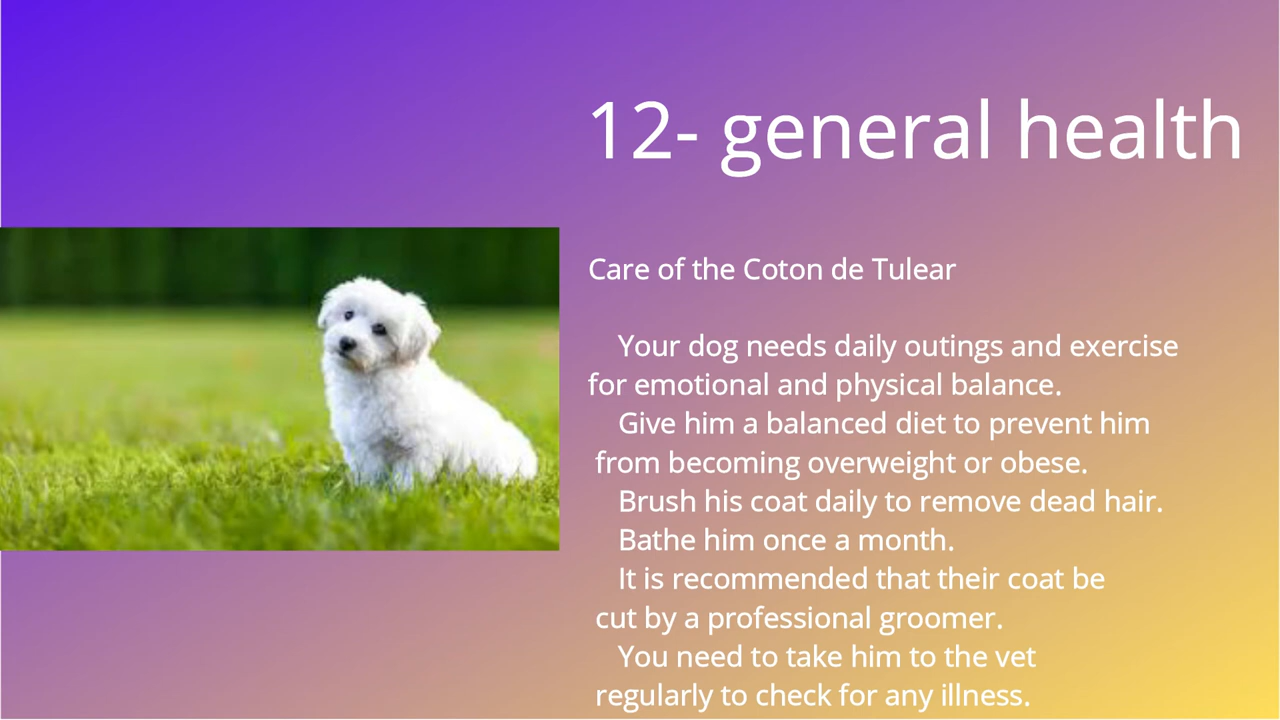 12- general health
Care of the Coton de Tulear
Your dog needs daily outings and exercise
for emotional and physical balance.
Give him a balanced diet to prevent him
from becoming overweight or obese.
Brush his coat daily to remove dead hair.
Bathe him once a month.
It is recommended that their coat be
cut by a professional groomer.
You need to take him to the vet
regularly to check for any illness.